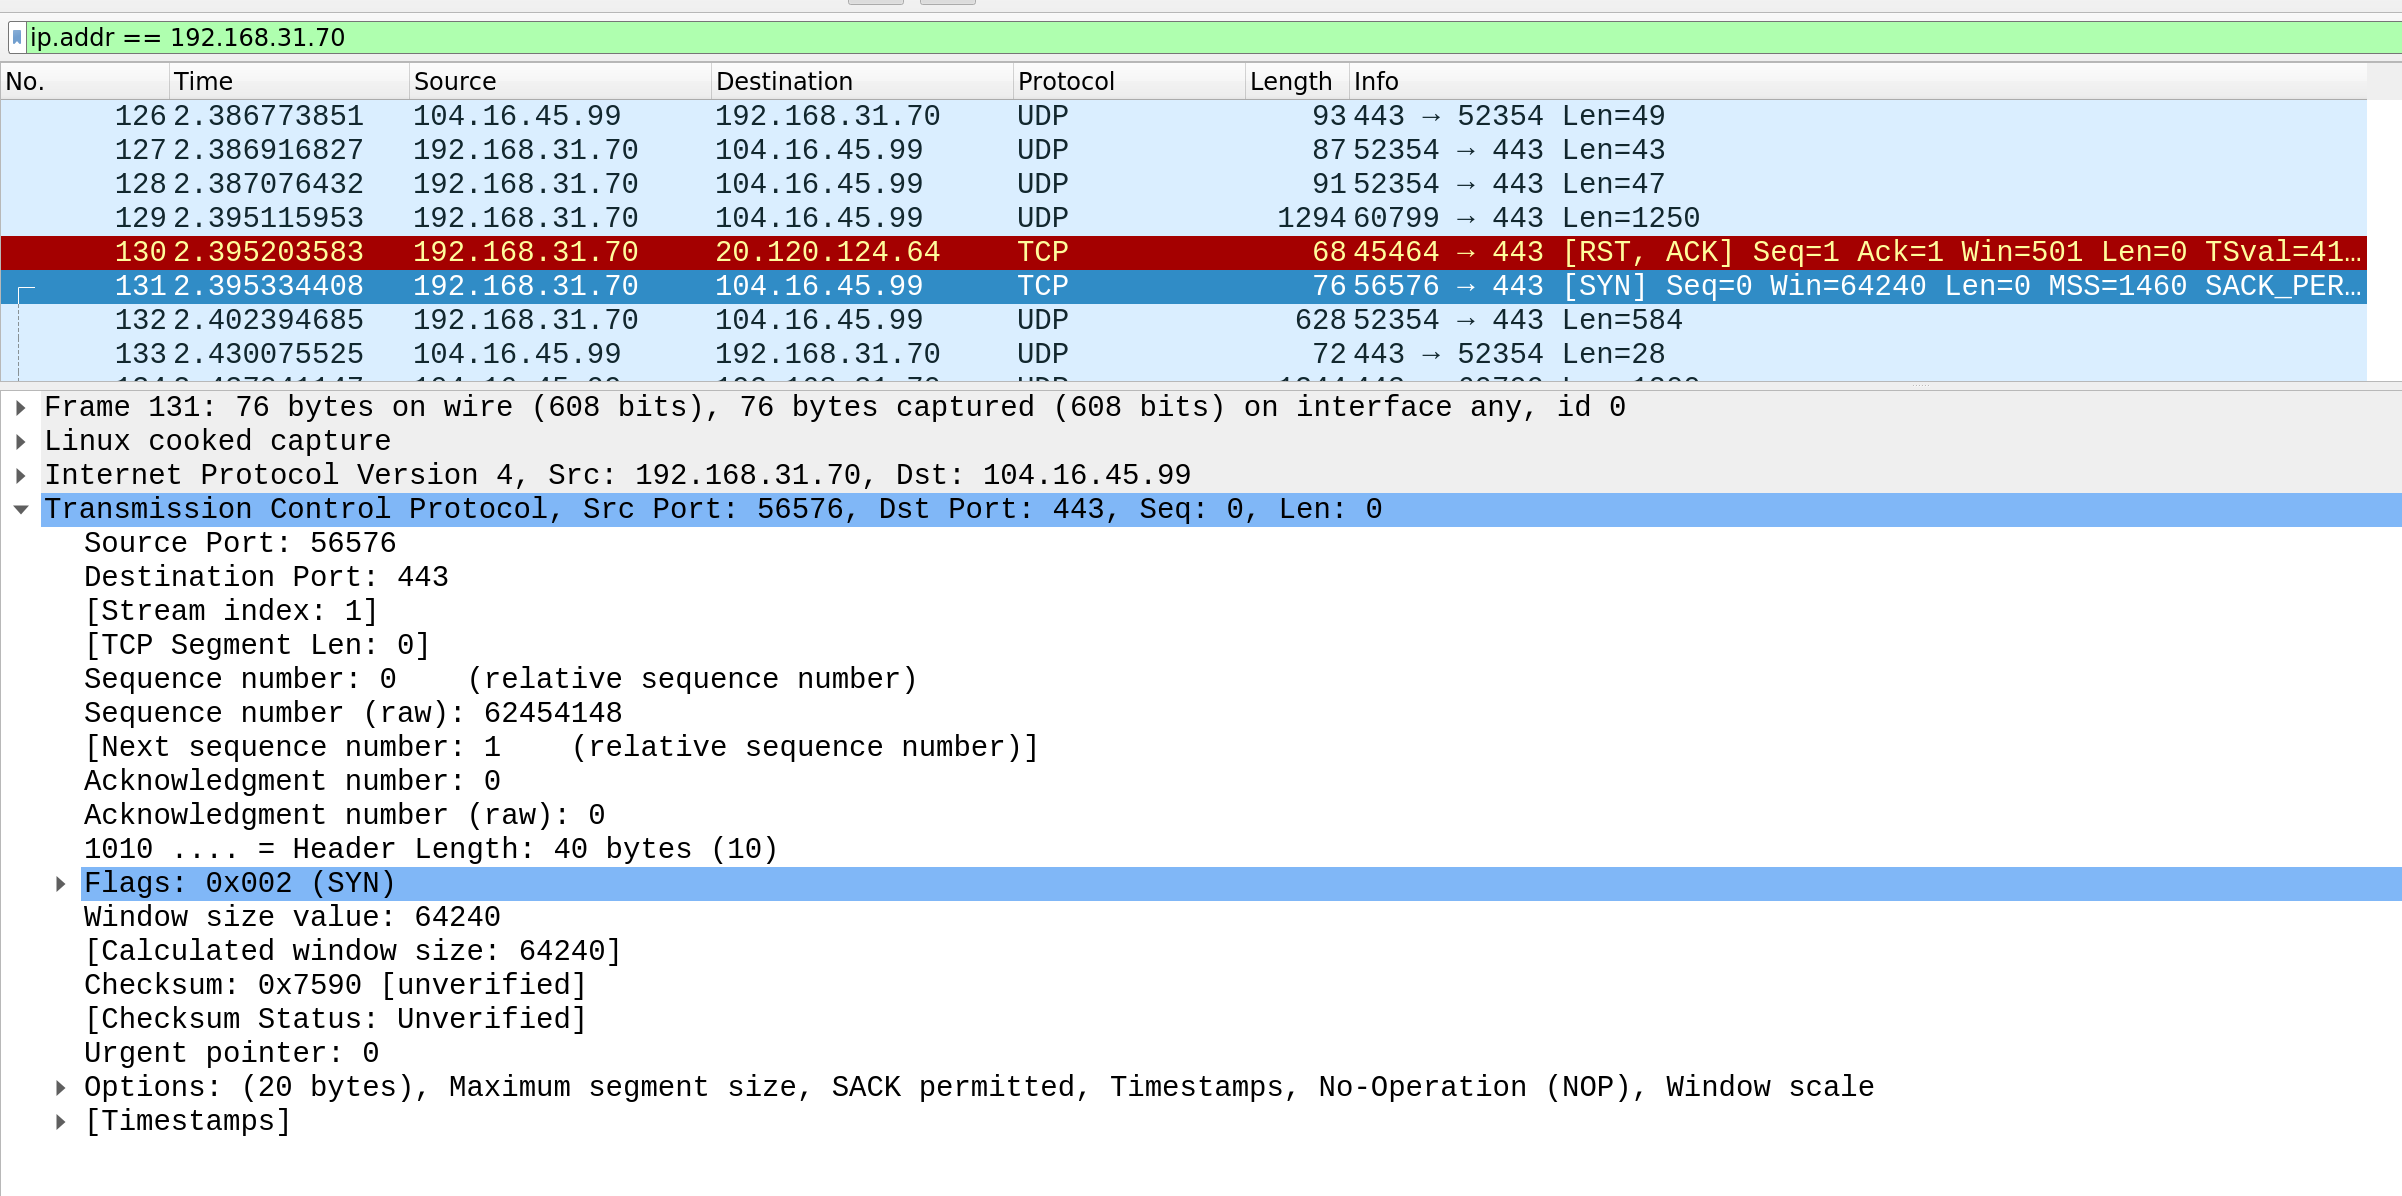 ip.addr == 192.168.31.70
No. Time Source Destination Protocol Length Info
126 2.386773851 104.16.45.99 192.168.31.70 UDP 93 443 → 52354 Len=49
127 2.386916827 192.168.31.70 104.16.45.99 UDP 87 52354 → 443 Len=43
128 2.387076432 192.168.31.70 104.16.45.99 UDP 91 52354 → 443 Len=47
129 2.395115953 192.168.31.70 104.16.45.99 UDP 1294 60799 → 443 Len=1250
130 2.395203583 192.168.31.70 20.120.124.64 TCP 68 45464 → 443 [RST, ACK] Seq=1 Ack=1 Win=501 Len=0 TSval=41…
131 2.395334408 192.168.31.70 104.16.45.99 TCP 76 56576 → 443 [SYN] Seq=0 Win=64240 Len=0 MSS=1460 SACK_PER…
132 2.402394685 192.168.31.70 104.16.45.99 UDP 628 52354 → 443 Len=584
133 2.430075525 104.16.45.99 192.168.31.70 UDP 72 443 → 52354 Len=28
Frame 131: 76 bytes on wire (608 bits), 76 bytes captured (608 bits) on interface any, id 0
Linux cooked capture
Internet Protocol Version 4, Src: 192.168.31.70, Dst: 104.16.45.99
Transmission Control Protocol, Src Port: 56576, Dst Port: 443, Seq: 0, Len: 0
Source Port: 56576
Destination Port: 443
[Stream index: 1]
[TCP Segment Len: 0]
Sequence number: 0    (relative sequence number)
Sequence number (raw): 62454148
[Next sequence number: 1    (relative sequence number)]
Acknowledgment number: 0
Acknowledgment number (raw): 0
1010 .... = Header Length: 40 bytes (10)
Flags: 0x002 (SYN)
Window size value: 64240
[Calculated window size: 64240]
Checksum: 0x7590 [unverified]
[Checksum Status: Unverified]
Urgent pointer: 0
Options: (20 bytes), Maximum segment size, SACK permitted, Timestamps, No-Operation (NOP), Window scale
[Timestamps]